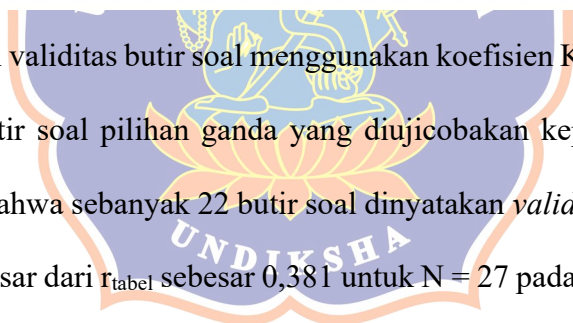 validitas butir soal menggunakan koefisien K
tir soal pilihan ganda yang diujicobakan ke
ahwa sebanyak 22 butir soal dinyatakan valid
UNDIKSHA
sar dari rtabel sebesar 0,381 untuk N = 27 pada